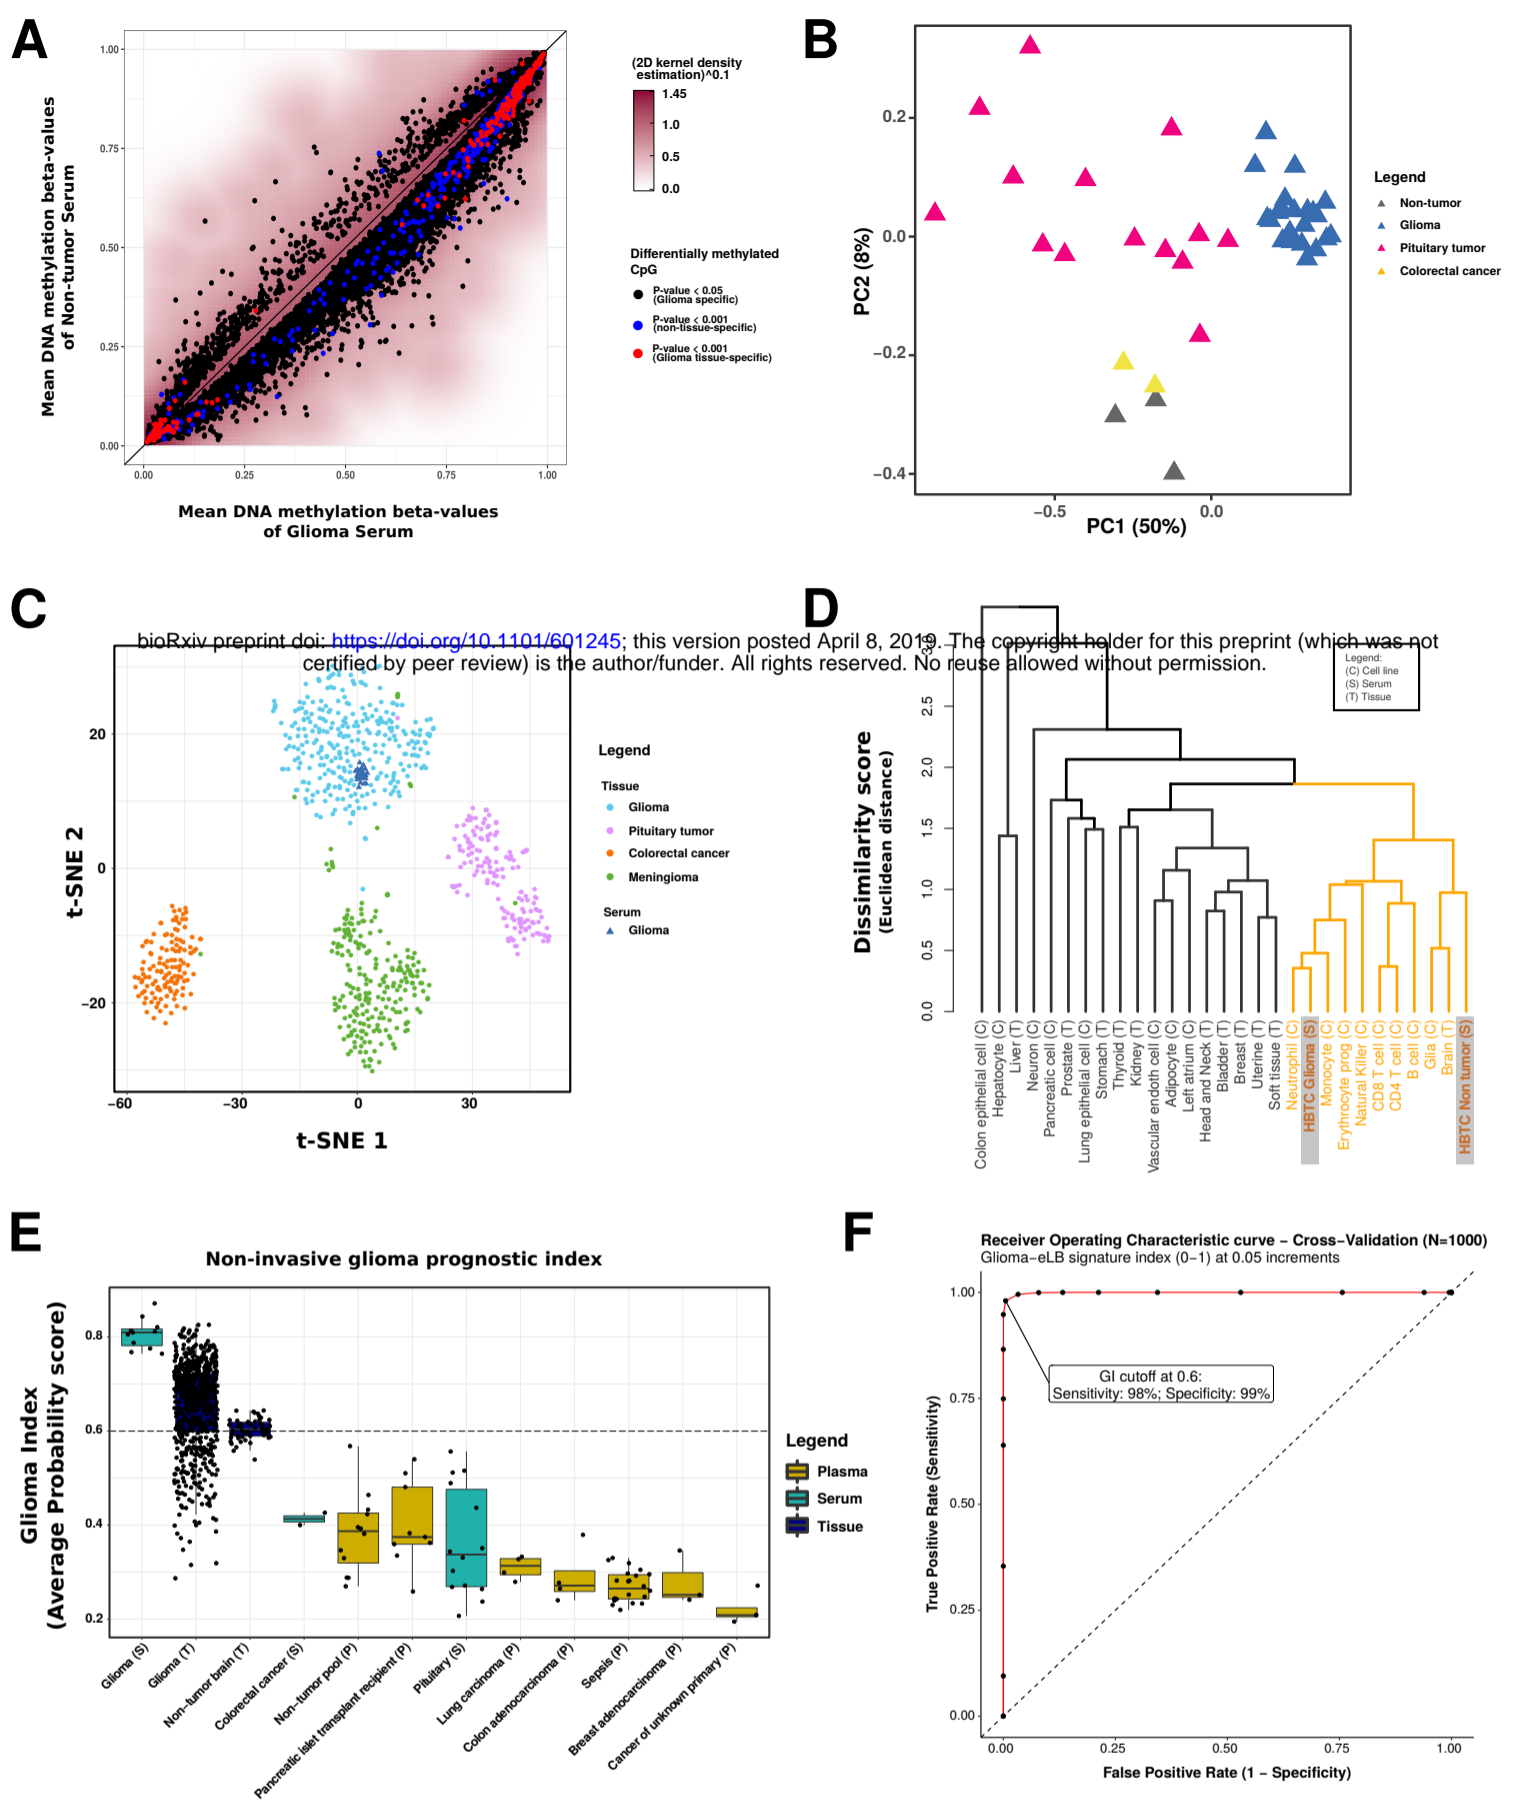 A
1.00
0.75
0.50
0.25
0.00
0.00
0.25
0.50
0.75
1.00
Mean DNA methylation beta-values
of Non-tumor Serum
Mean DNA methylation beta-values
of Glioma Serum
(2D kernel density
estimation)^0.1
1.45
1.0
0.5
0.0
Differentially methylated
CpG
P-value < 0.05
(Glioma specific)
P-value < 0.001
(non-tissue-specific)
P-value < 0.001
(Glioma tissue-specific)
B
0.2
0.0
−0.2
−0.4
−0.5
0.0
PC2 (8%)
PC1 (50%)
Legend
Non-tumor
Glioma
Pituitary tumor
Colorectal cancer
bioRxiv preprint doi: https://doi.org/10.1101/601245; this version posted April 8, 2019. The copyright holder for this preprint (which was not
certified by peer review) is the author/funder. All rights reserved. No reuse allowed without permission.
C
20
0
−20
−60
−30
0
30
t-SNE 2
t-SNE 1
Legend
Tissue
Glioma
Pituitary tumor
Colorectal cancer
Meningioma
Serum
Glioma
D
Legend:
(C) Cell line
(S) Serum
(T) Tissue
Dissimilarity score
(Euclidean distance)
3.0
2.5
2.0
1.5
1.0
0.5
0.0
Colon epithelial cell (C)
Hepatocyte (C)
Liver (T)
Neuron (C)
Pancreatic cell (C)
Prostate (T)
Lung epithelial cell (C)
Stomach (T)
Thyroid (T)
Kidney (T)
Vascular endoth cell (C)
Adipocyte (C)
Left atrium (C)
Head and Neck (T)
Bladder (T)
Breast (T)
Uterine (T)
Soft tissue (T)
Neutrophil (C)
HBTC Glioma (S)
Monocyte (C)
Erythrocyte prog (C)
Natural Killer (C)
CD8 T cell (C)
CD4 T cell (C)
B cell (C)
Glia (C)
Brain (T)
HBTC Non tumor (S)
E
Non-invasive glioma prognostic index
Glioma Index
(Average Probability score)
0.8
0.6
0.4
0.2
Glioma (S)
Glioma (T)
Non−tumor brain (T)
Colorectal cancer (S)
Non−tumor pool (P)
Pancreatic islet transplant recipient (P)
Pituitary (S)
Lung carcinoma (P)
Colon adenocarcinoma (P)
Sepsis (P)
Breast adenocarcinoma (P)
Cancer of unknown primary (P)
Legend
Plasma
Serum
Tissue
F
Receiver Operating Characteristic curve − Cross−Validation (N=1000)
Glioma−eLB signature index (0−1) at 0.05 increments
1.00
0.75
0.50
0.25
0.00
GI cutoff at 0.6:
Sensitivity: 98%; Specificity: 99%
True Positive Rate (Sensitivity)
0.00
0.25
0.50
0.75
1.00
False Positive Rate (1 − Specificity)